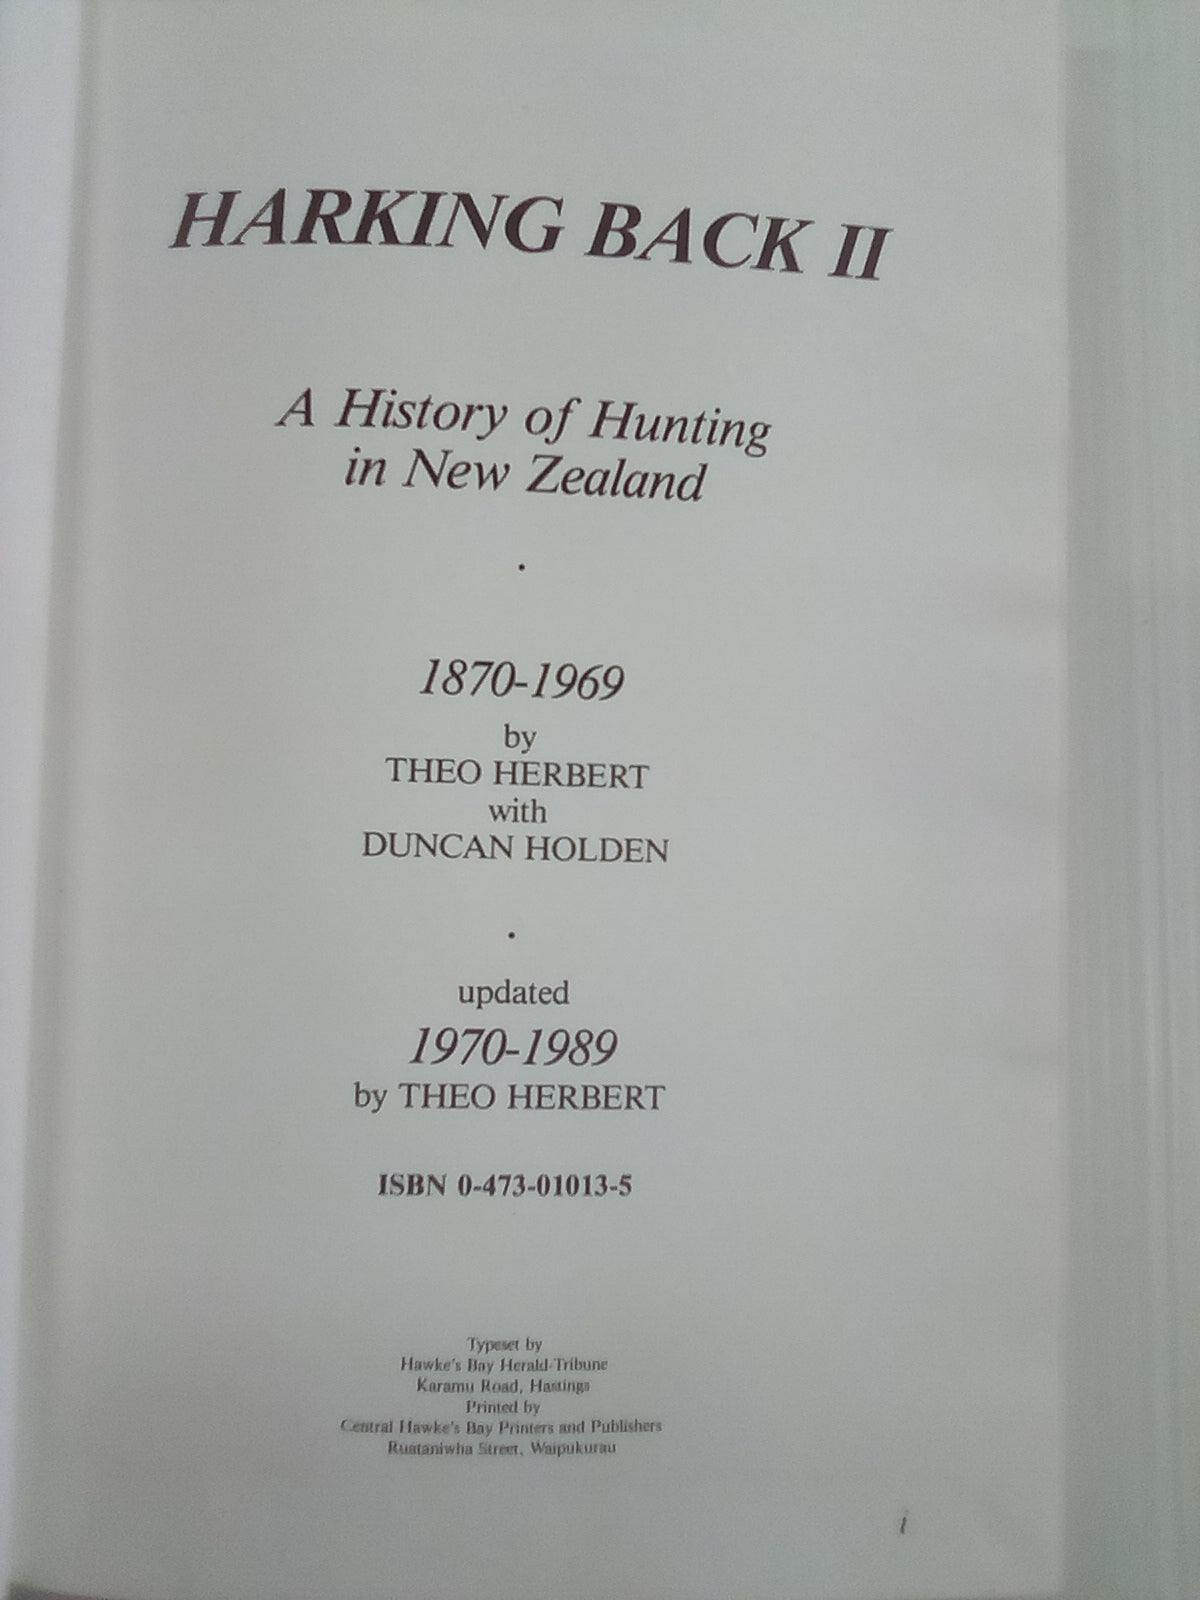 HARKING BACK II
A History of Hunting
in New Zealand
•
1870-1969
by
THEO HERBERT
with
DUNCAN HOLDEN
•
updated
1970-1989
by THEO HERBERT
ISBN 0-473-01013-5
Typeset by
Hawke's Bay Herald-Tribune
Karamu Road, Hastings
Printed by
Central Hawke's Bay Printers and Publishers
Ruataniwha Street, Waipukurau
i